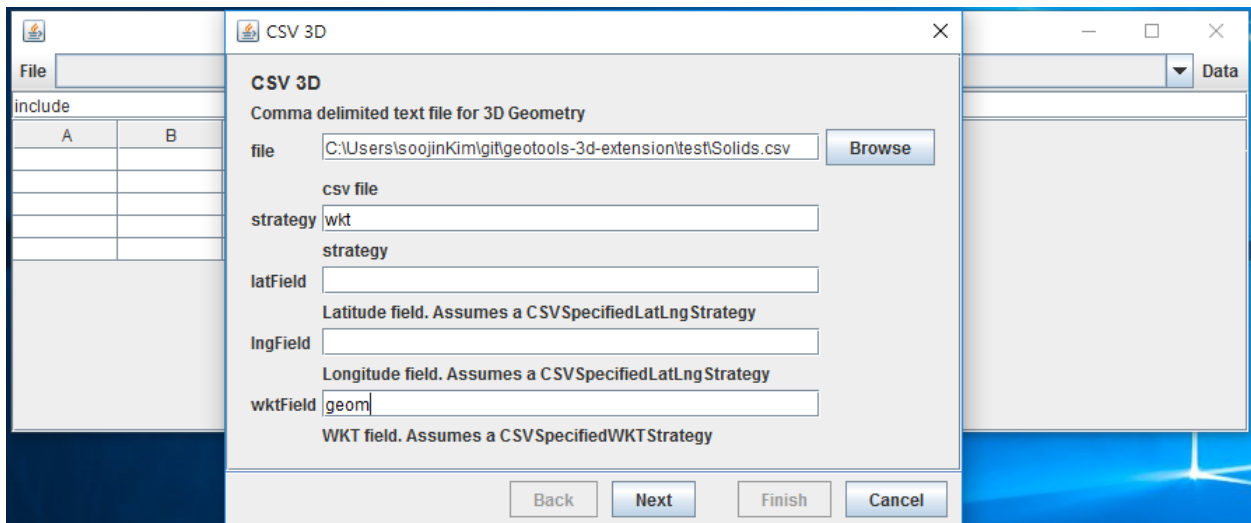 CSV 3D
File
Data
include
A B
CSV 3D
Comma delimited text file for 3D Geometry
file C:\Users\soojinKim\git\geotools-3d-extension\test\Solids.csv Browse
csv file
strategy wkt
strategy
latField
Latitude field. Assumes a CSVSpecifiedLatLngStrategy
lngField
Longitude field. Assumes a CSVSpecifiedLatLngStrategy
wktField geom
WKT field. Assumes a CSVSpecifiedWKTStrategy
Back Next Finish Cancel